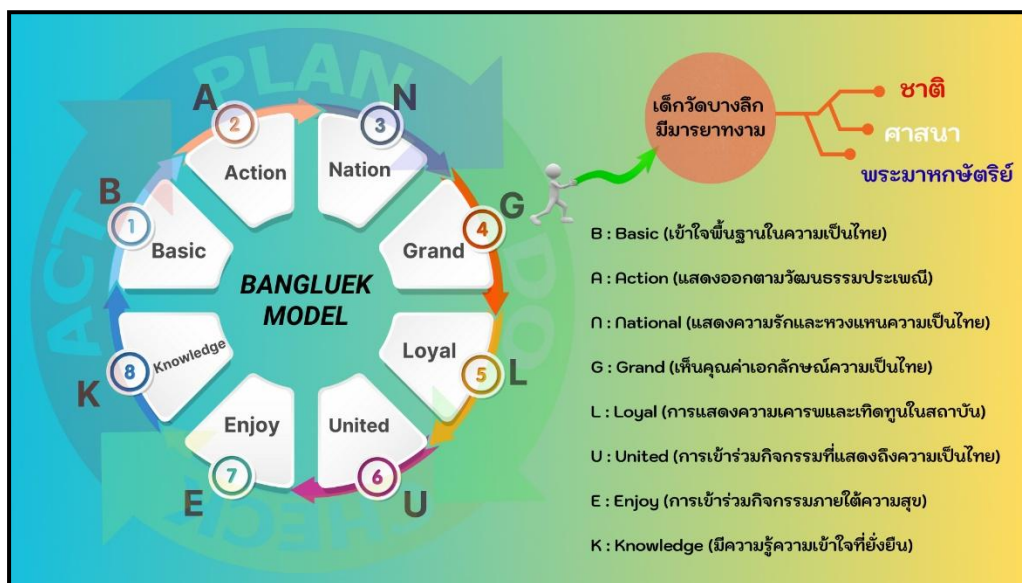 PLAN
DO
CHECK
ACT
B
1
Basic
A
2
Action
N
3
Nation
G
4
Grand
L
5
Loyal
U
6
United
E
7
Enjoy
K
8
Knowledge
BANGLUEK
MODEL
เด็กวัดบางลึก
มีมารยาทงาม
ชาติ
ศาสนา
พระมาหกษัตริย์
B : Basic (เข้าใจพื้นฐานในความเป็นไทย)
A : Action (แสดงออกตามวัฒนธรรมประเพณี)
N : National (แสดงความรักและหวงแหนความเป็นไทย)
G : Grand (เห็นคุณค่าเอกลักษณ์ความเป็นไทย)
L : Loyal (การแสดงความเคารพและเทิดทูนในสถาบัน)
U : United (การเข้าร่วมกิจกรรมที่แสดงถึงความเป็นไทย)
E : Enjoy (การเข้าร่วมกิจกรรมภายใต้ความสุข)
K : Knowledge (มีความรู้ความเข้าใจที่ยั่งยืน)